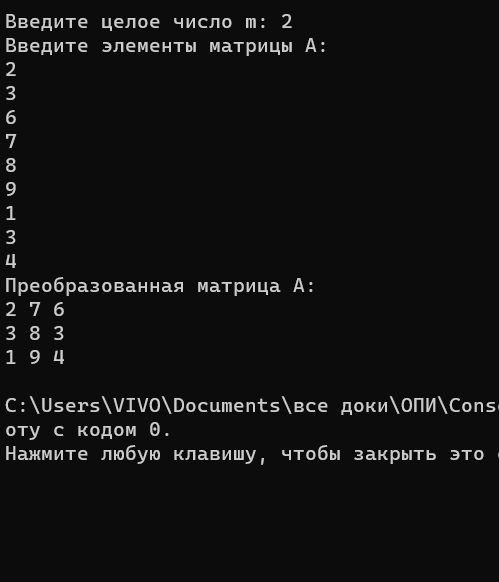 Введите целое число m: 2
Введите элементы матрицы A:
2
3
6
7
8
9
1
3
4
Преобразованная матрица A:
2 7 6
3 8 3
1 9 4
C:\Users\VIVO\Documents\все доки\ОПИ\Cons
оту с кодом 0.
Нажмите любую клавишу, чтобы закрыть это